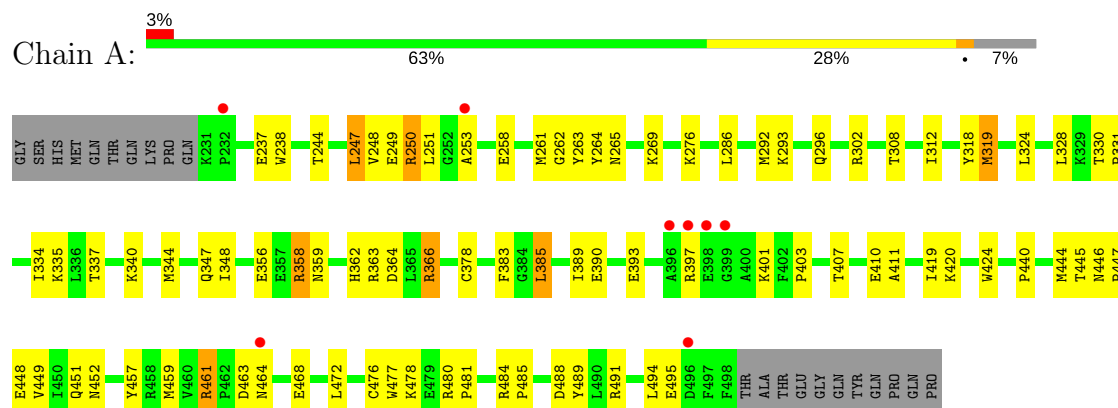 3%
Chain A:
63% 28% • 7%
GLY SER HIS MET GLN THR GLN LYS PRO GLN K231 P232 E237 W238 T244 L247 V248 E249 R250 L251 G252 A253 E258 M261 G262 Y263 Y264 N265 K269 K276 L286 M292 K293 Q296 R302 T308 I312 Y318 M319 L324 L328 K329 T330
I334 K335 L336 T337 K340 M344 Q347 I348 E356 E357 R358 N359 H362 R363 D364 L365 R366 C378 F383 G384 L385 I389 E390 E393 A396 R397 E398 G399 A400 K401 F402 P403 T407 E410 A411 I419 K420 W424 P440 M444 T445 N446
E448 V449 I450 Q451 N452 Y457 R458 M459 V460 R461 P462 D463 N464 E468 L472 C476 W477 K478 E479 R480 P481 R484 P485 D488 Y489 L490 R491 L494 E495 D496 F497 F498 THR ALA THR GLU GLY GLN TYR GLN PRO GLN PRO